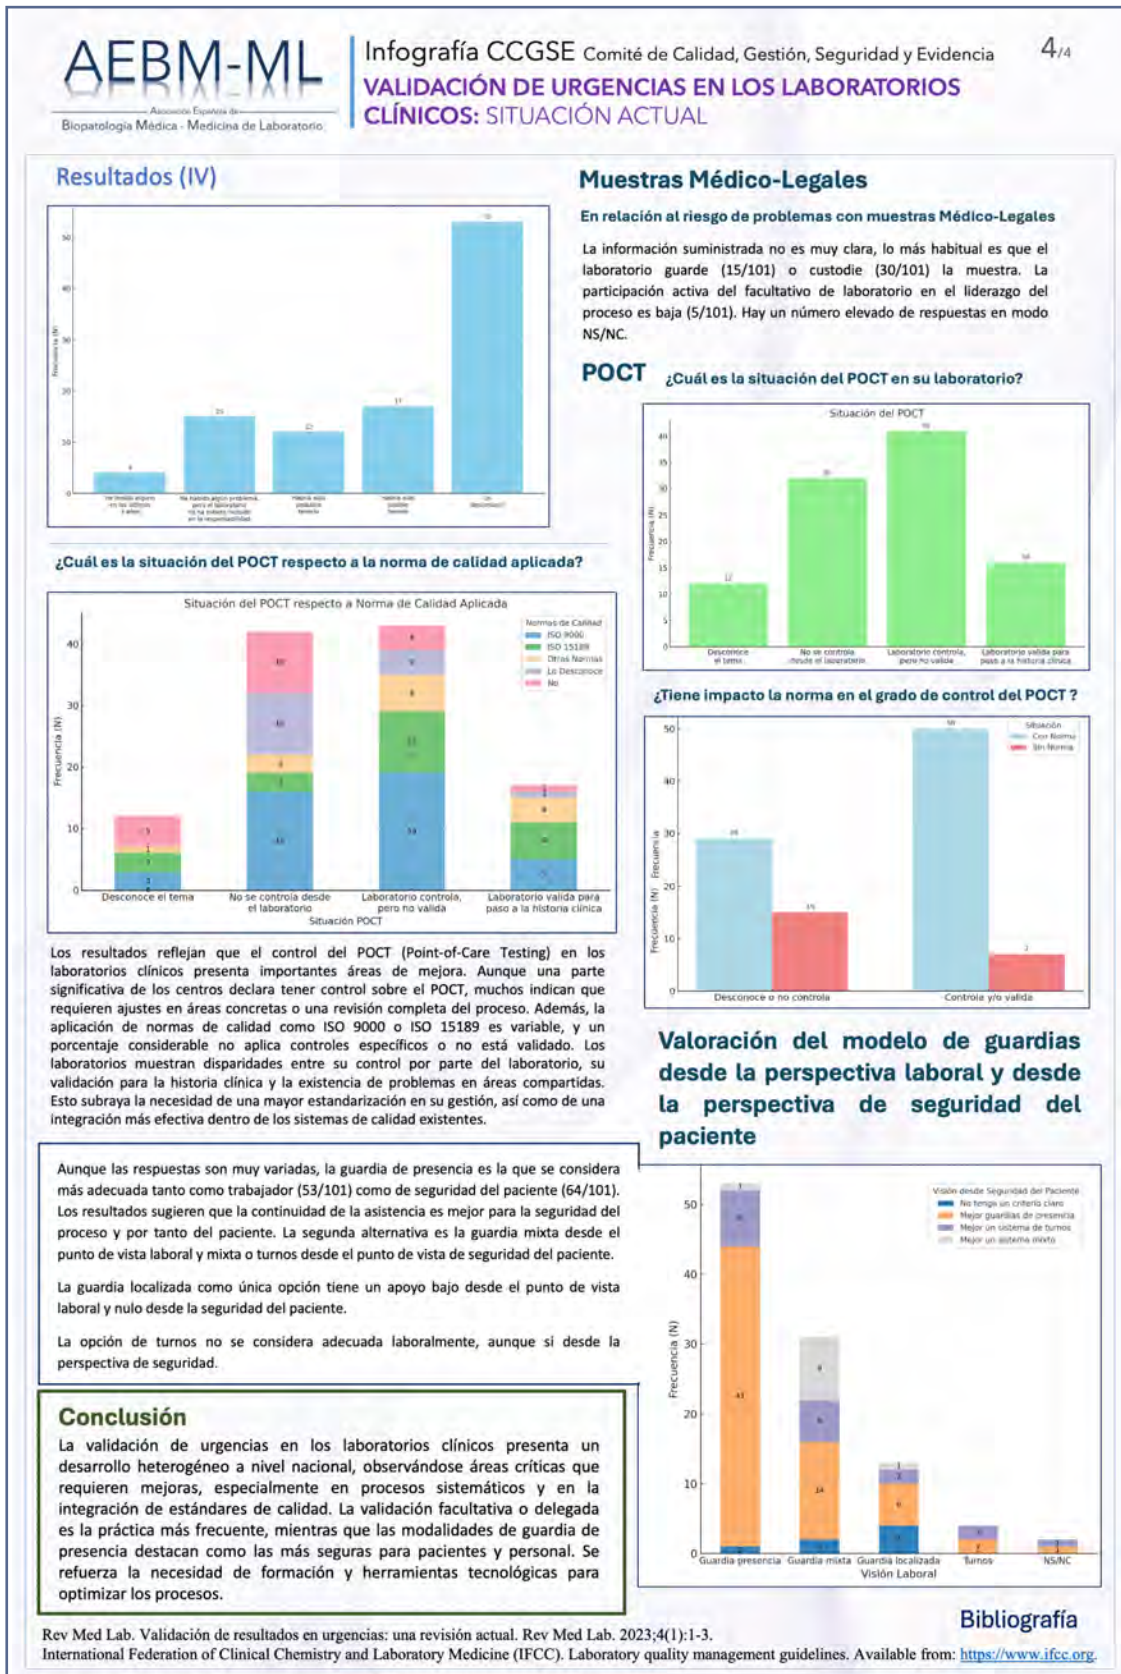 AEBM-ML
Asociación Española de
Biopatología Médica - Medicina de Laboratorio
Infografía CCGSE Comité de Calidad, Gestión, Seguridad y Evidencia
4/4
VALIDACIÓN DE URGENCIAS EN LOS LABORATORIOS
CLÍNICOS: SITUACIÓN ACTUAL
Resultados (IV)
Frecuencia (N)
Muestras Médico-Legales
En relación al riesgo de problemas con muestras Médico-Legales
La información suministrada no es muy clara, lo más habitual es que el
laboratorio guarde (15/101) o custodie (30/101) la muestra. La
participación activa del facultativo de laboratorio en el liderazgo del
proceso es baja (5/101). Hay un número elevado de respuestas en modo
NS/NC.
POCT ¿Cuál es la situación del POCT en su laboratorio?
Situación del POCT
Frecuencia (N)
Desconoce
el tema
No se controla
desde el laboratorio
Laboratorio controla,
pero no valida
Laboratorio valida para
paso a la historia clínica
¿Cuál es la situación del POCT respecto a la norma de calidad aplicada?
Situación del POCT respecto a Norma de Calidad Aplicada
Normas de Calidad
ISO 9000
ISO 15189
Otras Normas
Lo Desconoce
No
Frecuencia (N)
Desconoce el tema
No se controla desde
el laboratorio
Laboratorio controla,
pero no valida
Laboratorio valida para
paso a la historia clínica
Situación POCT
¿Tiene impacto la norma en el grado de control del POCT ?
Situación
Con Norma
Sin Norma
Frecuencia (N) Frecuencia
Desconoce o no controla
Controla y/o valida
Los resultados reflejan que el control del POCT (Point-of-Care Testing) en los
laboratorios clínicos presenta importantes áreas de mejora. Aunque una parte
significativa de los centros declara tener control sobre el POCT, muchos indican que
requieren ajustes en áreas concretas o una revisión completa del proceso. Además, la
aplicación de normas de calidad como ISO 9000 o ISO 15189 es variable, y un
porcentaje considerable no aplica controles específicos o no está validado. Los
laboratorios muestran disparidades entre su control por parte del laboratorio, su
validación para la historia clínica y la existencia de problemas en áreas compartidas.
Esto subraya la necesidad de una mayor estandarización en su gestión, así como de una
integración más efectiva dentro de los sistemas de calidad existentes.
Valoración del modelo de guardias
desde la perspectiva laboral y desde
la perspectiva de seguridad del
paciente
Aunque las respuestas son muy variadas, la guardia de presencia es la que se considera
más adecuada tanto como trabajador (53/101) como de seguridad del paciente (64/101).
Los resultados sugieren que la continuidad de la asistencia es mejor para la seguridad del
proceso y por tanto del paciente. La segunda alternativa es la guardia mixta desde el
punto de vista laboral y mixta o turnos desde el punto de vista de seguridad del paciente.
La guardia localizada como única opción tiene un apoyo bajo desde el punto de vista
laboral y nulo desde la seguridad del paciente.
La opción de turnos no se considera adecuada laboralmente, aunque si desde la
perspectiva de seguridad.
Visión desde Seguridad del Paciente
No tengo un criterio claro
Mejor guardias de presencia
Mejor un sistema de turnos
Mejor un sistema mixto
Frecuencia (N)
Guardia presencia
Guardia mixta
Guardia localizada
Turnos
NS/NC
Visión Laboral
Conclusión
La validación de urgencias en los laboratorios clínicos presenta un
desarrollo heterogéneo a nivel nacional, observándose áreas críticas que
requieren mejoras, especialmente en procesos sistemáticos y en la
integración de estándares de calidad. La validación facultativa o delegada
es la práctica más frecuente, mientras que las modalidades de guardia de
presencia destacan como las más seguras para pacientes y personal. Se
refuerza la necesidad de formación y herramientas tecnológicas para
optimizar los procesos.
Bibliografía
Rev Med Lab. Validación de resultados en urgencias: una revisión actual. Rev Med Lab. 2023;4(1):1-3.
International Federation of Clinical Chemistry and Laboratory Medicine (IFCC). Laboratory quality management guidelines. Available from: https://www.ifcc.org.